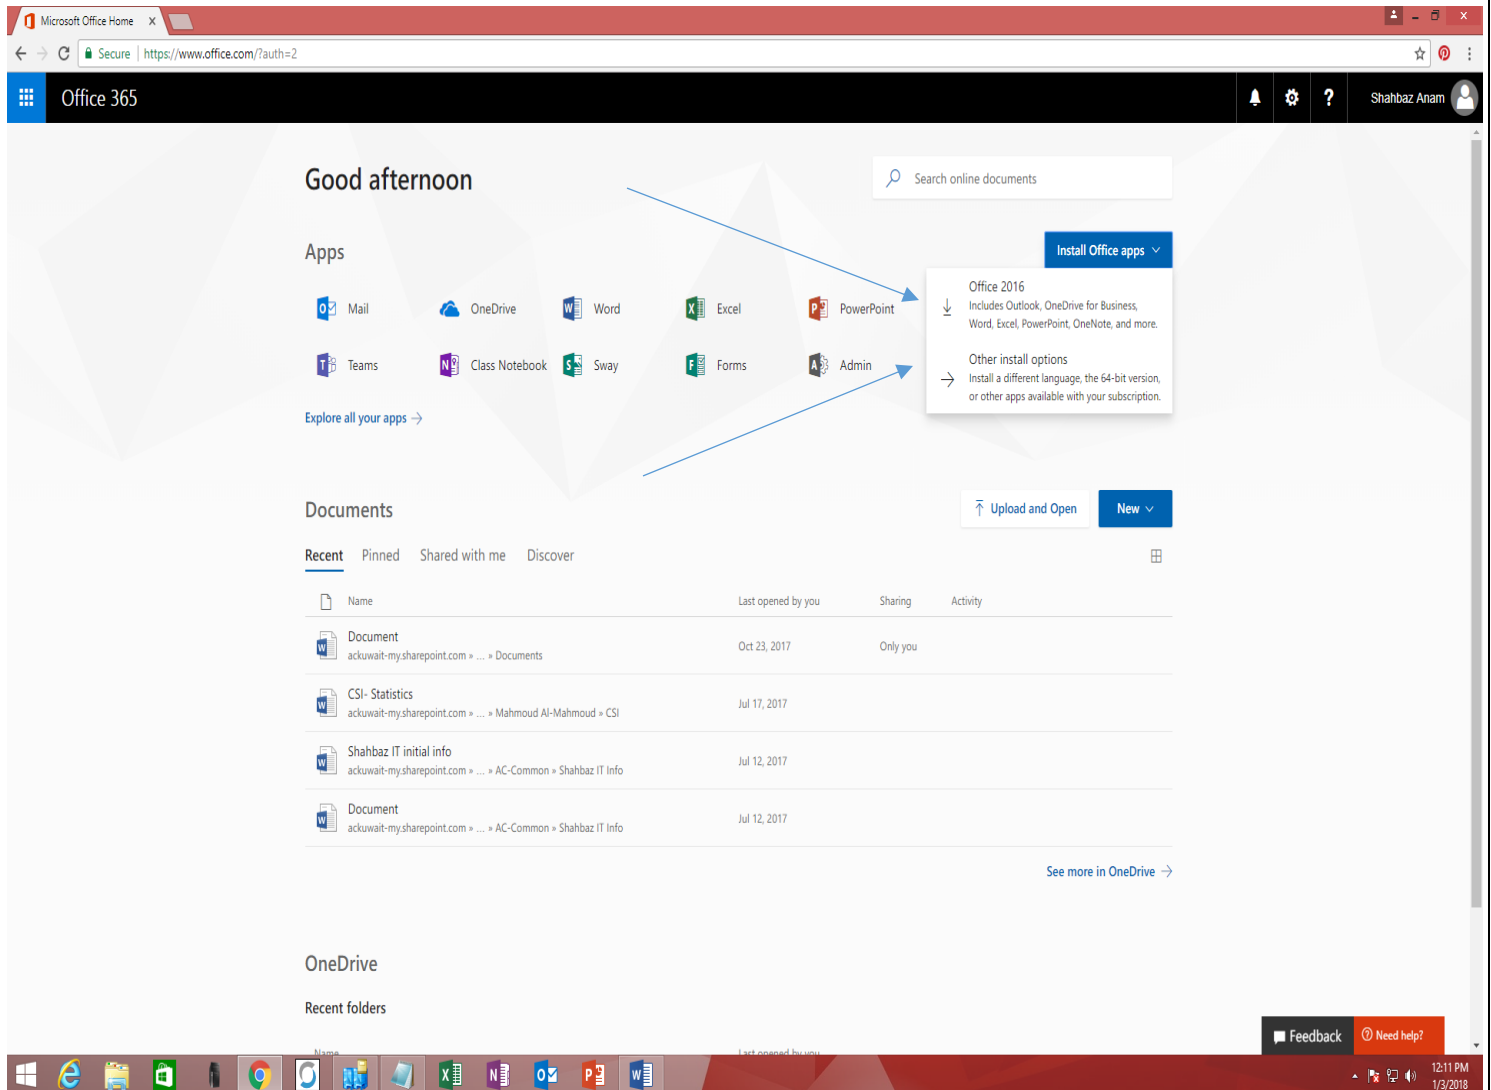 Microsoft Office Home
Secure https://www.office.com/?auth=2
Office 365
Shahbaz Anam
Good afternoon
Search online documents
Apps
Install Office apps
Office 2016
Includes Outlook, OneDrive for Business,
Word, Excel, PowerPoint, OneNote, and more.
Other install options
Install a different language, the 64-bit version,
or other apps available with your subscription.
Mail OneDrive Word Excel PowerPoint
Teams Class Notebook Sway Forms Admin
Explore all your apps
Documents
Upload and Open New
Recent Pinned Shared with me Discover
Name Last opened by you Sharing Activity
Document
ackuwait-my.sharepoint.com » ... » Documents
Oct 23, 2017 Only you
CSI- Statistics
ackuwait-my.sharepoint.com » ... » Mahmoud Al-Mahmoud » CSI
Jul 17, 2017
Shahbaz IT initial info
ackuwait-my.sharepoint.com » ... » AC-Common » Shahbaz IT Info
Jul 12, 2017
Document
ackuwait-my.sharepoint.com » ... » AC-Common » Shahbaz IT Info
Jul 12, 2017
See more in OneDrive
OneDrive
Recent folders
Name Last opened by you
Feedback Need help?
12:11 PM
1/3/2018